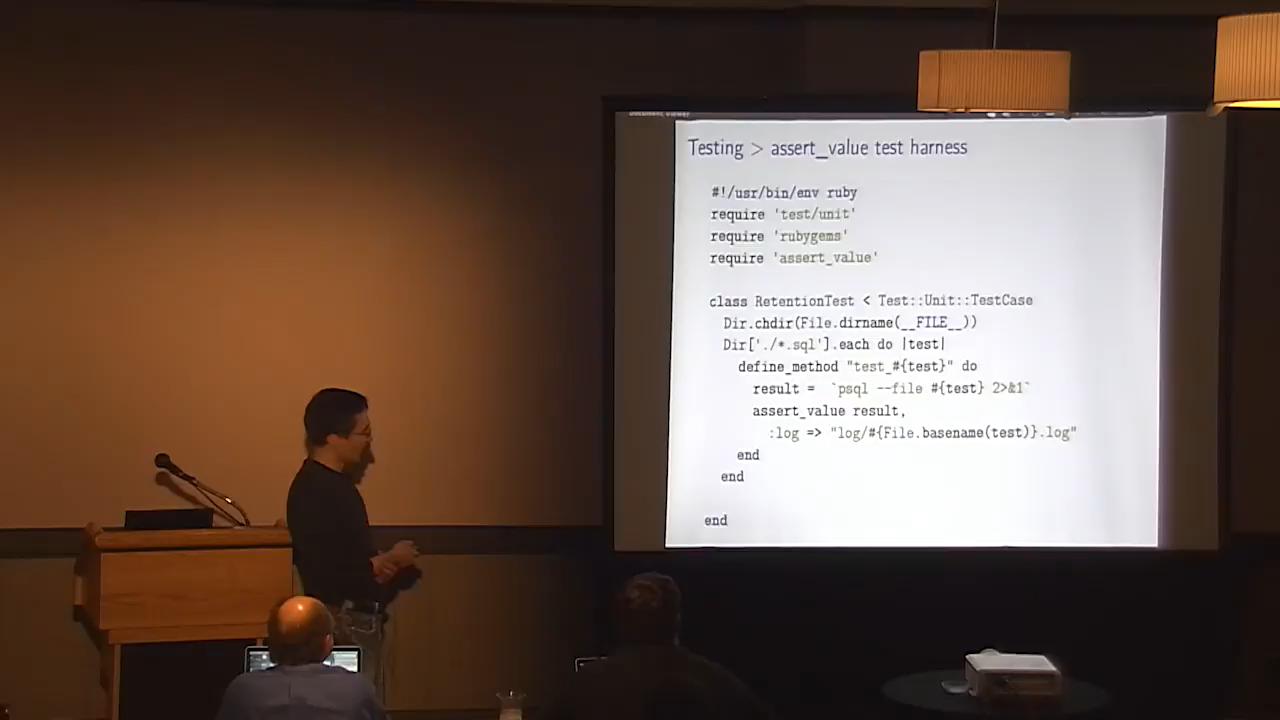 Document Viewer
Testing > assert_value test harness
#!/usr/bin/env ruby
require 'test/unit'
require 'rubygems'
require 'assert_value'
class RetentionTest < Test::Unit::TestCase
Dir.chdir(File.dirname(__FILE__))
Dir['./*.sql'].each do |test|
define_method "test_#{test}" do
result = `psql --file #{test} 2>&1`
assert_value result,
:log => "log/#{File.basename(test)}.log"
end
end
end